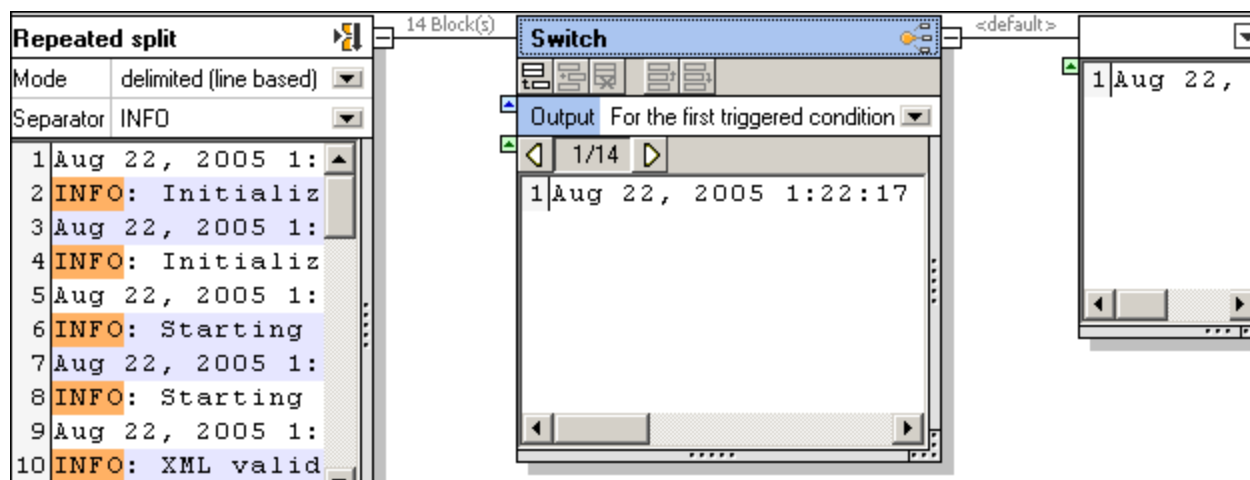 Repeated split
Mode delimited (line based)
Separator INFO
1 Aug 22, 2005 1:
2 INFO: Initializ
3 Aug 22, 2005 1:
4 INFO: Initializ
5 Aug 22, 2005 1:
6 INFO: Starting
7 Aug 22, 2005 1:
8 INFO: Starting
9 Aug 22, 2005 1:
10 INFO: XML valid
14 Block(s)
Switch
Output For the first triggered condition
1/14
1 Aug 22, 2005 1:22:17
<default>
1 Aug 22,